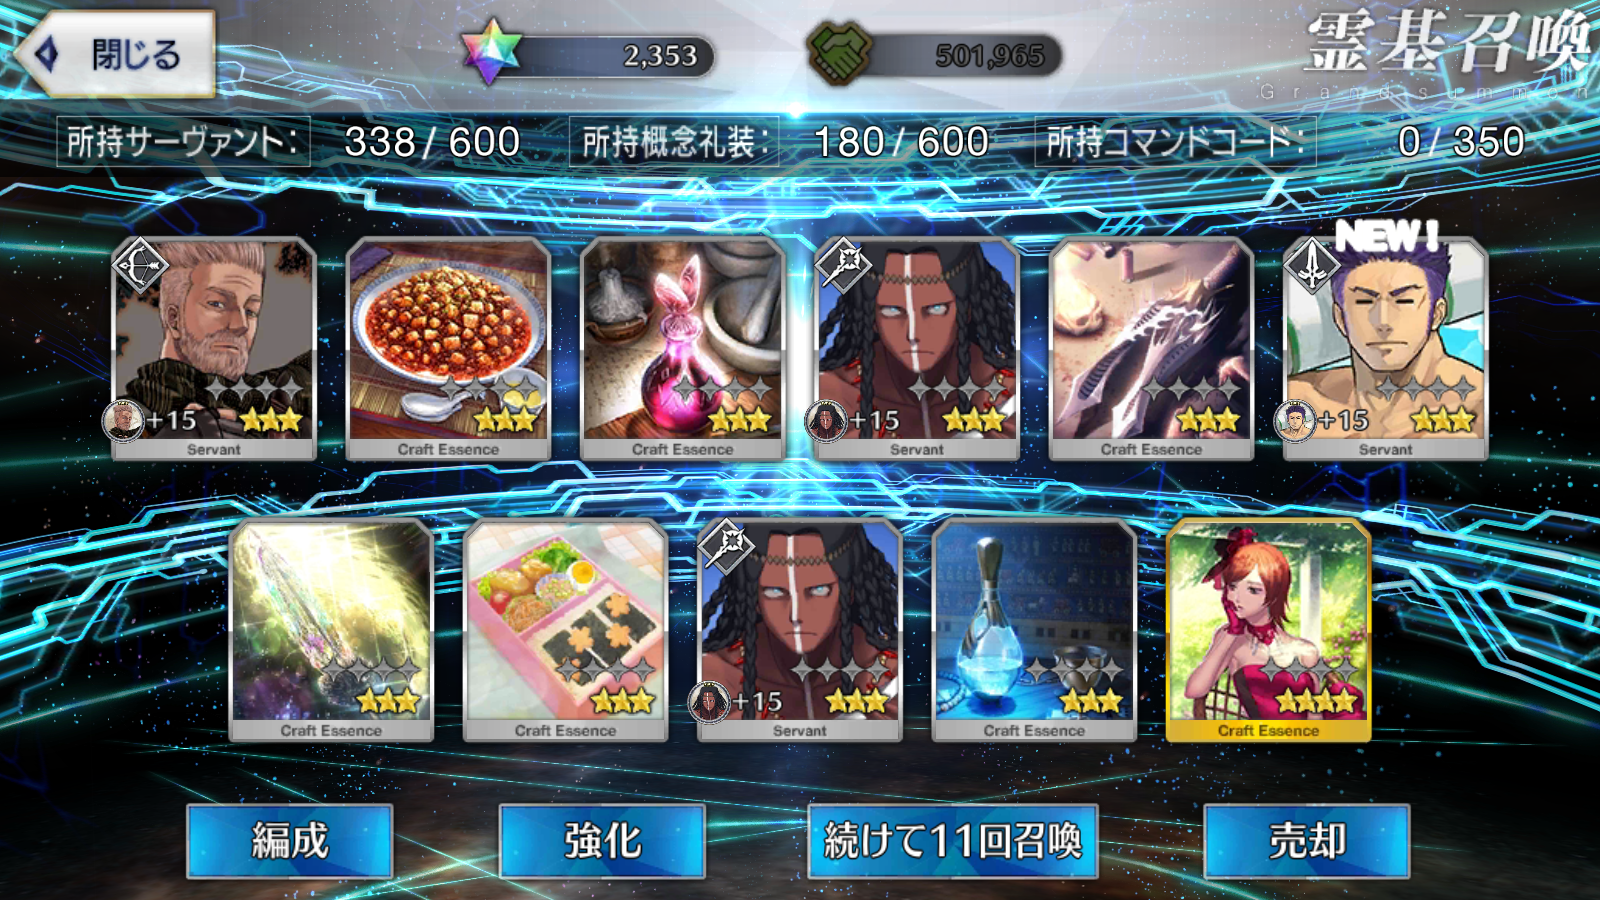 閉じる
2,353
501,965
霊基召喚
Grand summon
所持サーヴァント: 338 / 600
所持概念礼装: 180 / 600
所持コマンドコード: 0 / 350
NEW!
+15
+15
+15
Servant
Craft Essence
Craft Essence
Servant
Craft Essence
Servant
+15
Craft Essence
Craft Essence
Servant
Craft Essence
Craft Essence
編成
強化
続けて11回召喚
売却